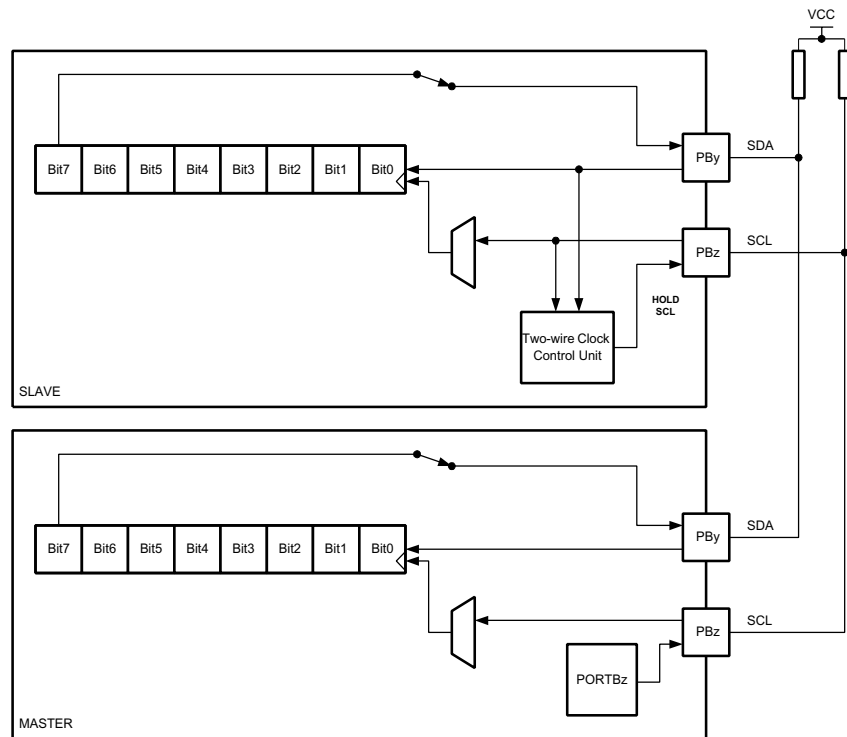 VCC
Bit7 Bit6 Bit5 Bit4 Bit3 Bit2 Bit1 Bit0
PBy
SDA
PBz
SCL
HOLD
SCL
Two-wire Clock
Control Unit
SLAVE
Bit7 Bit6 Bit5 Bit4 Bit3 Bit2 Bit1 Bit0
PBy
SDA
PBz
SCL
PORTBz
MASTER